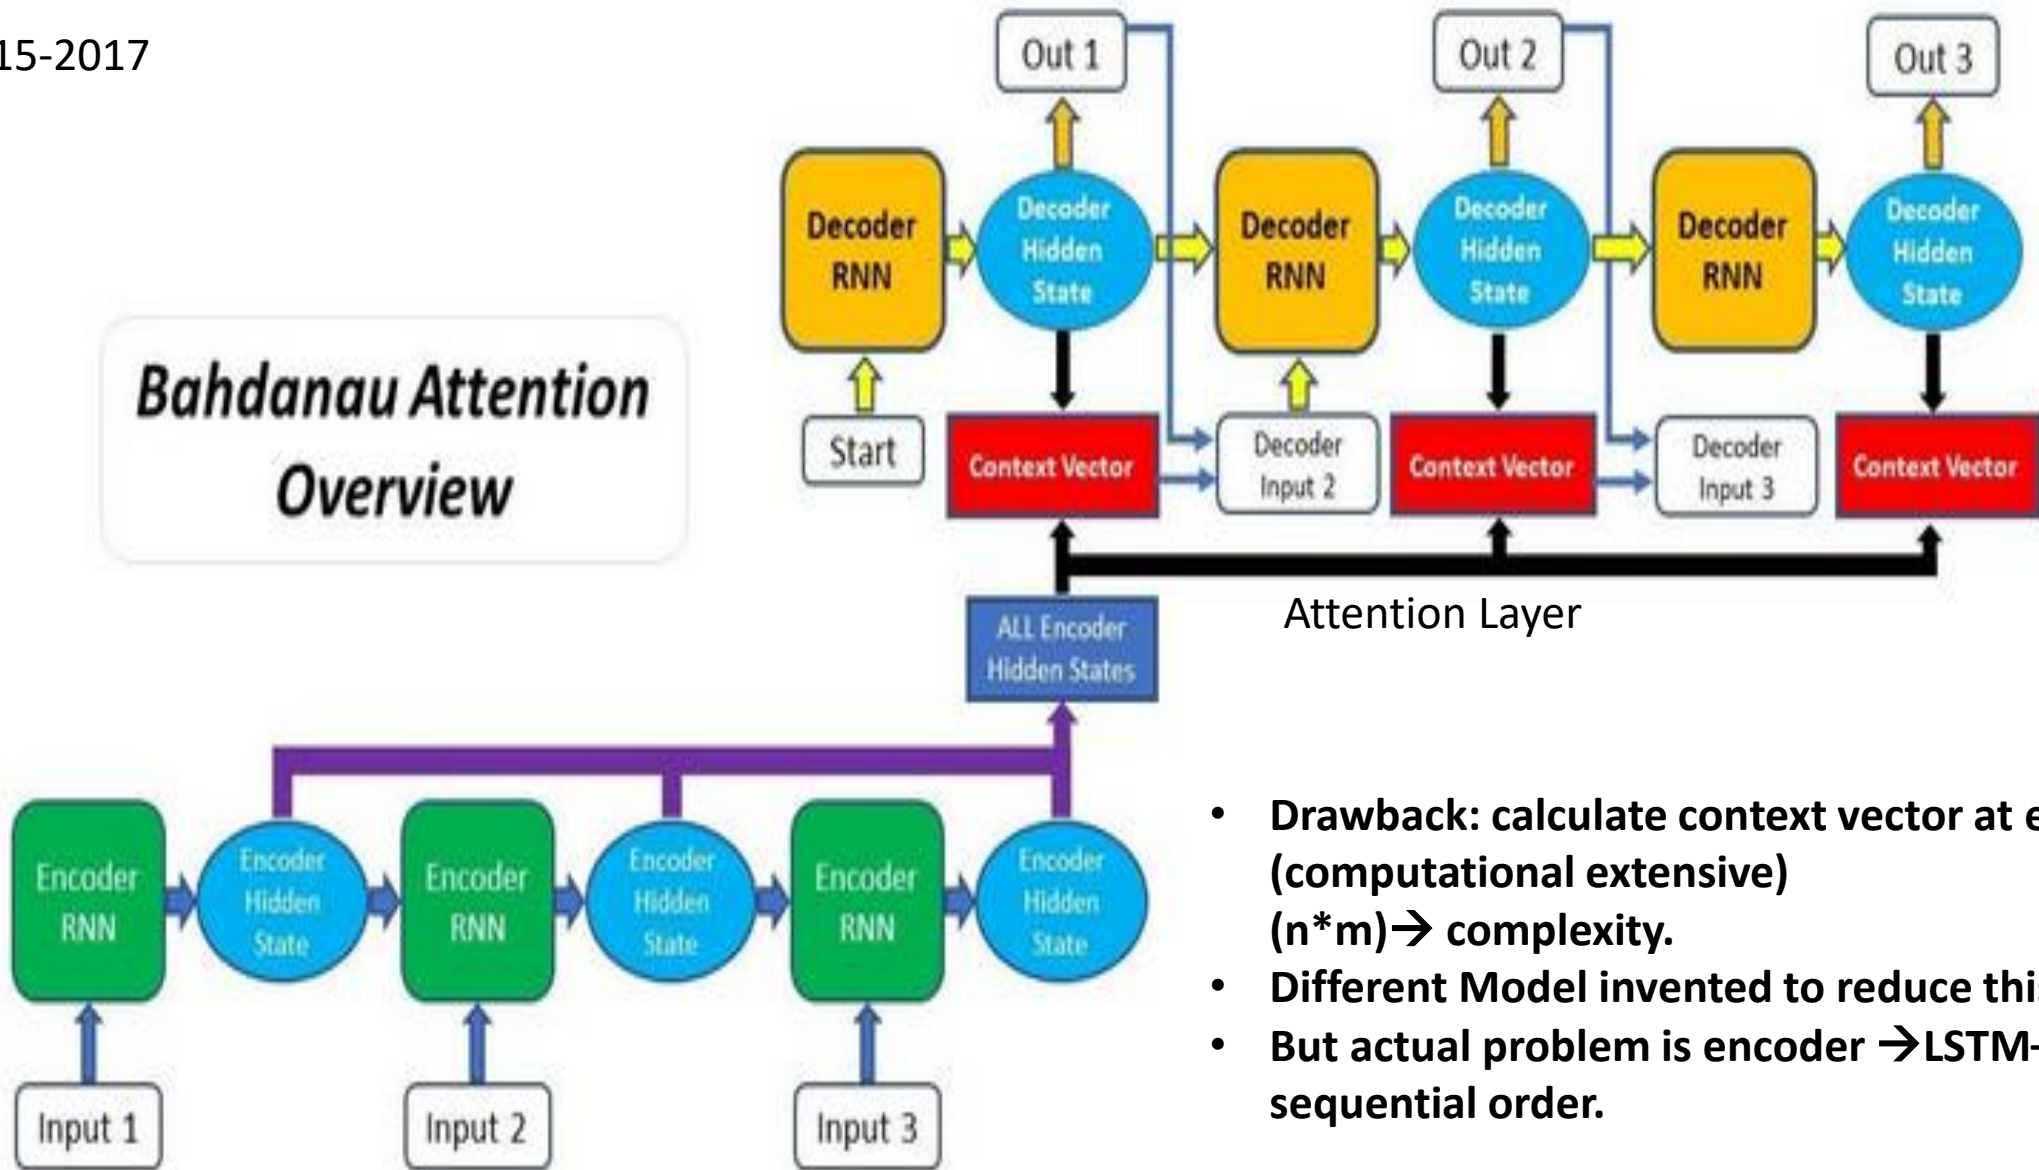 15-2017
Out 1
Out 2
Out 3
Decoder
RNN
Decoder
Hidden
State
Decoder
RNN
Decoder
Hidden
State
Decoder
RNN
Decoder
Hidden
State
Start
Context Vector
Decoder
Input 2
Context Vector
Decoder
Input 3
Context Vector
Bahdanau Attention
Overview
ALL Encoder
Hidden States
Attention Layer
Encoder
RNN
Encoder
Hidden
State
Encoder
RNN
Encoder
Hidden
State
Encoder
RNN
Encoder
Hidden
State
Input 1
Input 2
Input 3
• Drawback: calculate context vector at
(computational extensive)
(n*m)→ complexity.
• Different Model invented to reduce this
• But actual problem is encoder →LSTM-
sequential order.